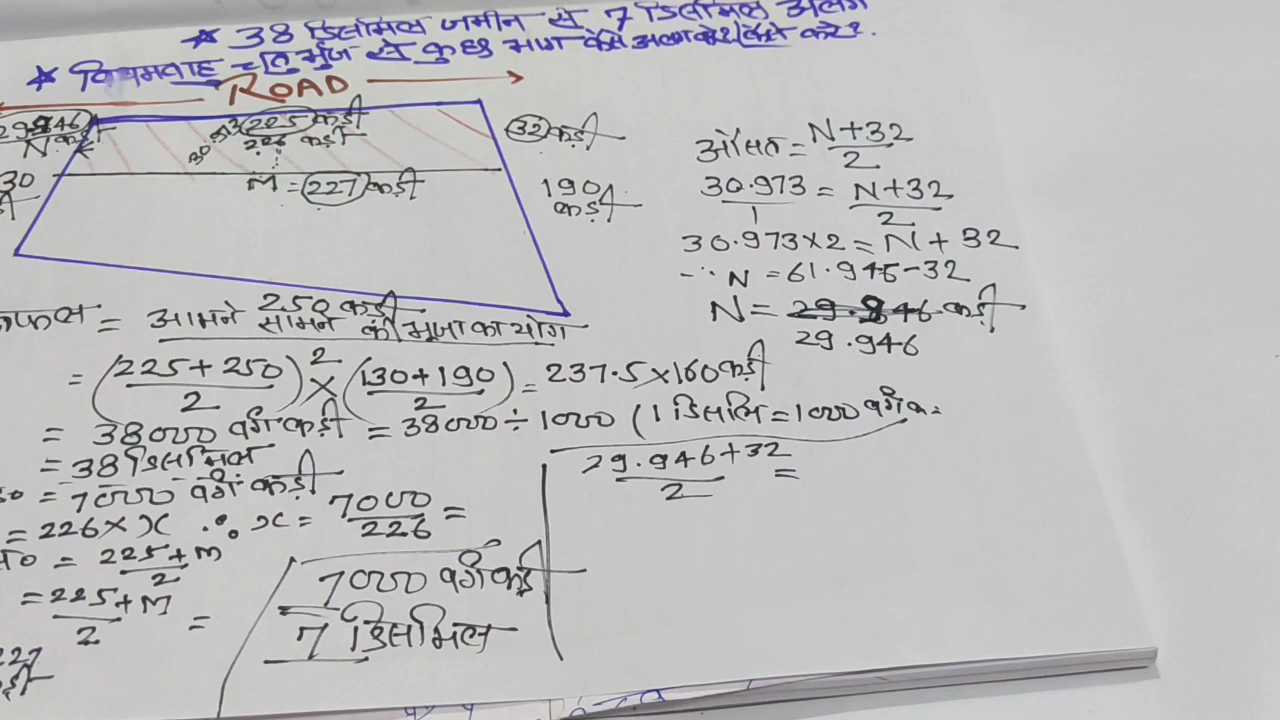 * 38 डिसमिल जमीन से 7 डिसमिल अलग
* विषमबाहु चतुर्भुज से कुछ भाग कैसे अलग करे?
ROAD
N कड़ी
225 कड़ी
226 कड़ी
32 कड़ी
30
M = 227 कड़ी
190 कड़ी
250 कड़ी
औसत = N+32/2
30.973/1 = N+32/2
30.973×2 = N+32
∴ N = 61.946-32
N = 29.946 कड़ी
29.946
= आमने सामने की भूजा का योग
2
= (225+250/2) × (130+190/2) = 237.5×160 कड़ी
= 38000 वर्ग कड़ी = 38000÷1000 (1 डिसमि = 1000 वर्ग क॰
= 38 डिसमिल
= 7000 वर्ग कड़ी
= 226×x ∴ x = 7000/226 =
= 225+M/2
= 225+M/2 =
227
7000 वर्ग कड़ी
7 डिसमिल
29.946+32/2 =